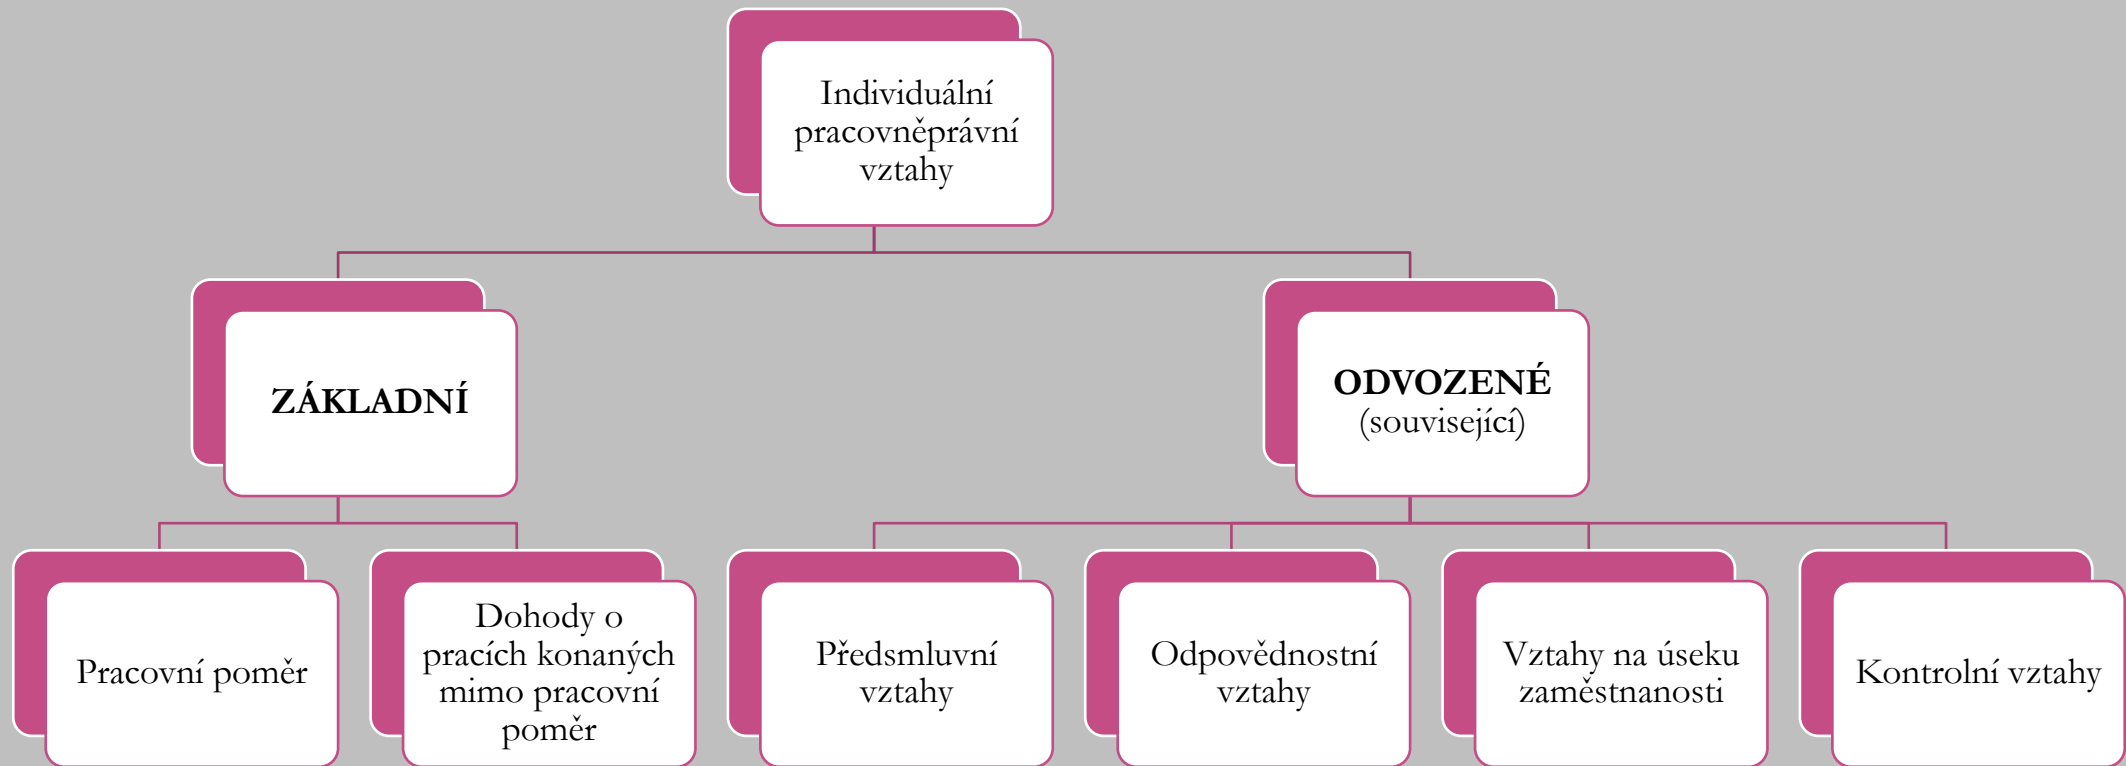 Individuální
pracovněprávní
vztahy
ZÁKLADNÍ
ODVOZENÉ
(související)
Pracovní poměr
Dohody o
pracích konaných
mimo pracovní
poměr
Předsmluvní
vztahy
Odpovědnostní
vztahy
Vztahy na úseku
zaměstnanosti
Kontrolní vztahy